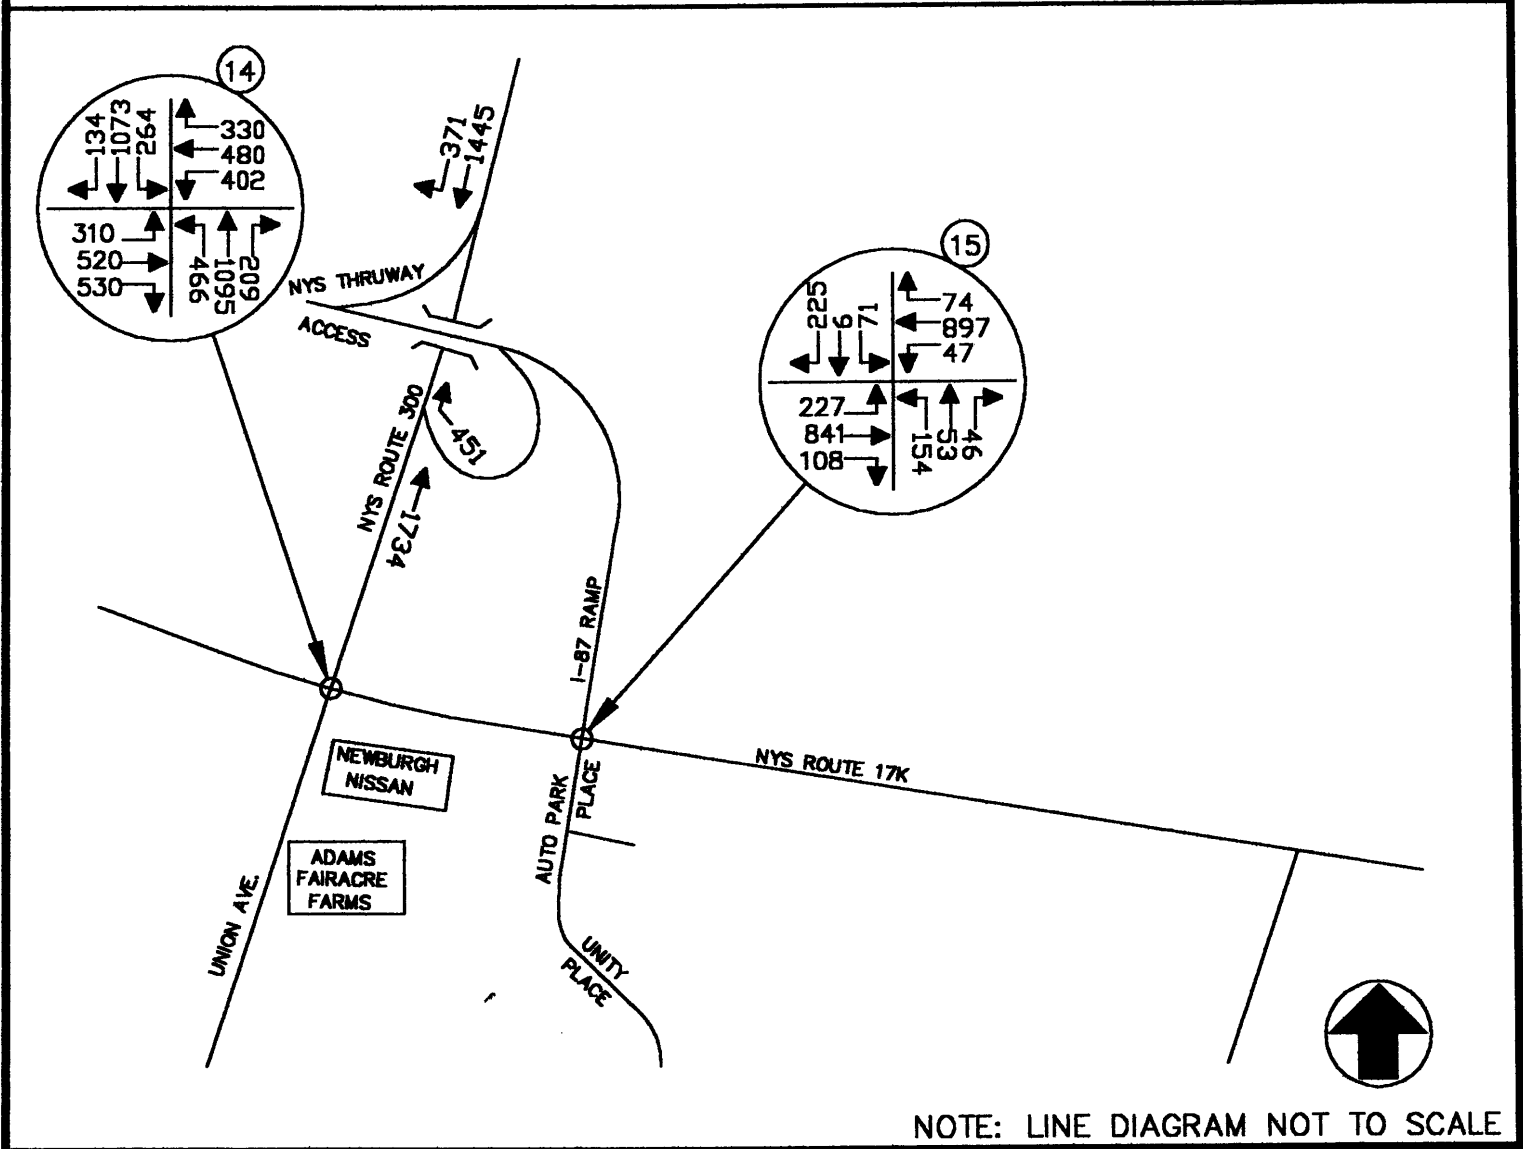 14
134
1073
264
330
480
402
310
520
530
466
1095
209
371
1445
NYS THRUWAY
ACCESS
NYS ROUTE 300
451
1734
15
225
6
71
74
897
47
227
841
108
154
53
46
I-87 RAMP
NYS ROUTE 17K
NEWBURGH
NISSAN
AUTO PARK
PLACE
ADAMS
FAIRACRE
FARMS
UNION AVE.
UNITY
PLACE
NOTE: LINE DIAGRAM NOT TO SCALE